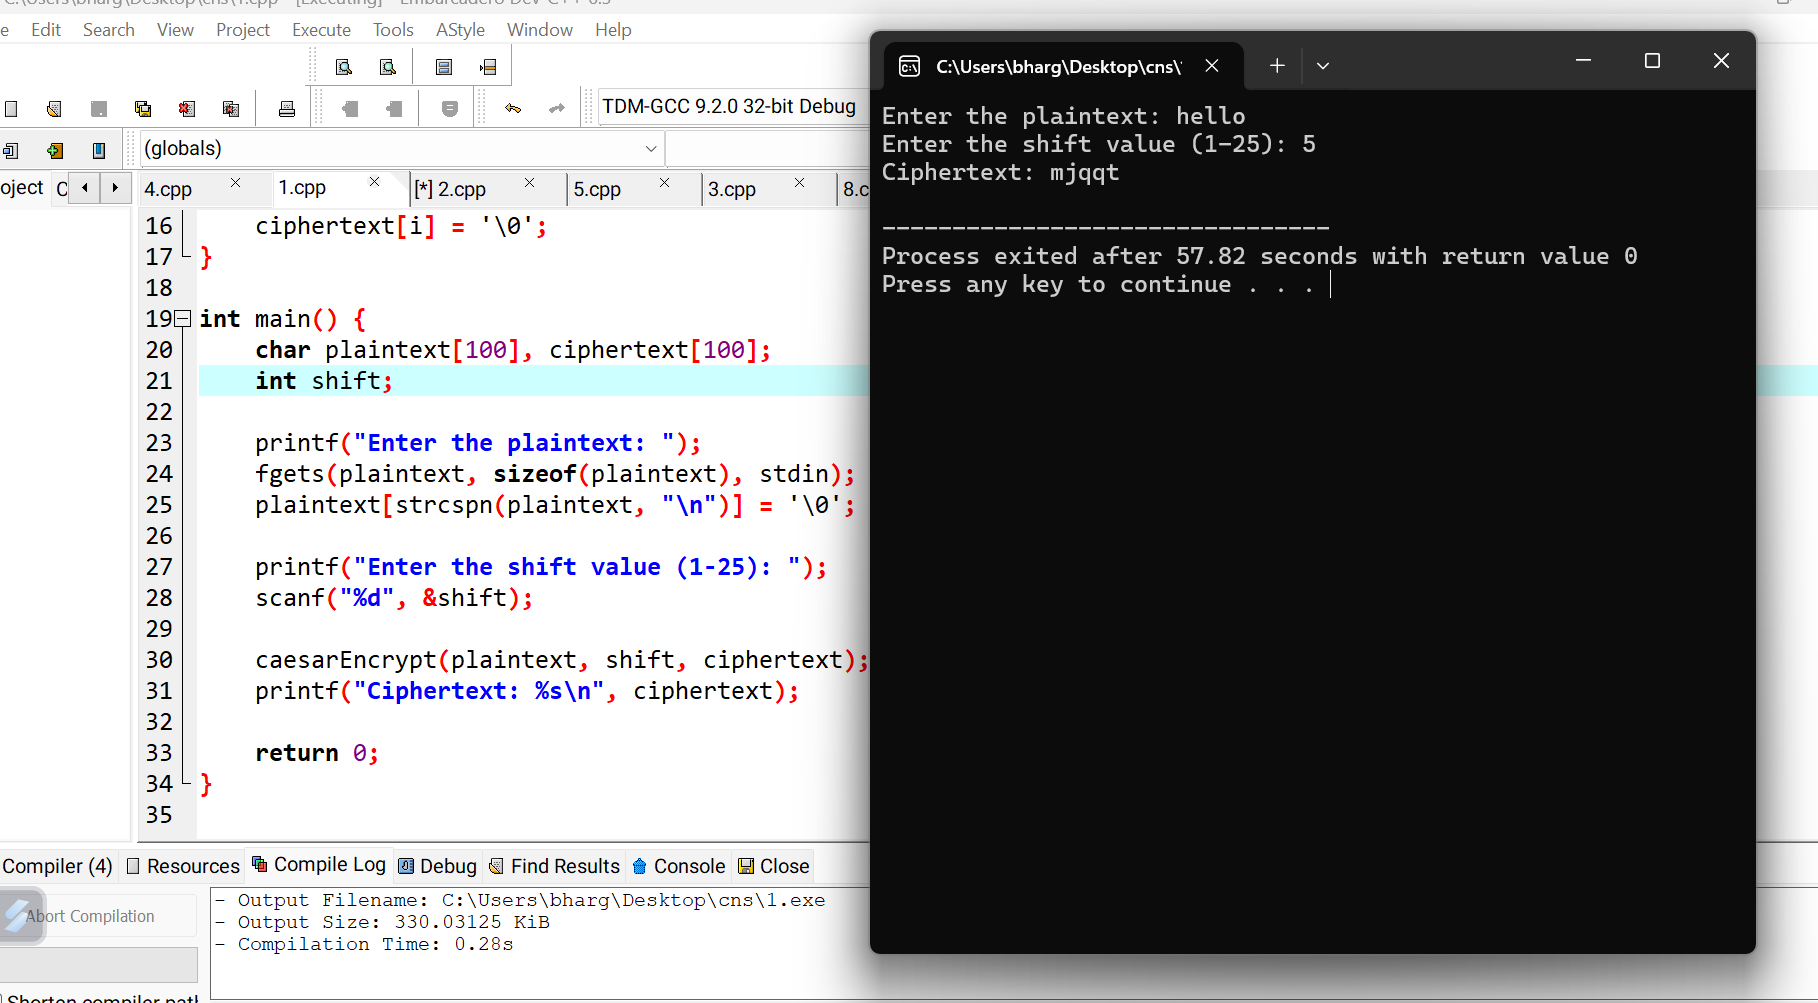 C:\Users\bharg\Desktop\cns\1.cpp - [Executing] - Embarcadero Dev-C++ 6.3
e Edit Search View Project Execute Tools AStyle Window Help
TDM-GCC 9.2.0 32-bit Debug
(globals)
oject C
4.cpp 1.cpp [*] 2.cpp 5.cpp 3.cpp 8.c
16 ciphertext[i] = '\0';
17 }
18
19 int main() {
20 char plaintext[100], ciphertext[100];
21 int shift;
22
23 printf("Enter the plaintext: ");
24 fgets(plaintext, sizeof(plaintext), stdin);
25 plaintext[strcspn(plaintext, "\n")] = '\0';
26
27 printf("Enter the shift value (1-25): ");
28 scanf("%d", &shift);
29
30 caesarEncrypt(plaintext, shift, ciphertext);
31 printf("Ciphertext: %s\n", ciphertext);
32
33 return 0;
34 }
35
Compiler (4) Resources Compile Log Debug Find Results Console Close
Abort Compilation
- Output Filename: C:\Users\bharg\Desktop\cns\1.exe
- Output Size: 330.03125 KiB
- Compilation Time: 0.28s
Shorten compiler path
C:\Users\bharg\Desktop\cns\
Enter the plaintext: hello
Enter the shift value (1-25): 5
Ciphertext: mjqqt
--------------------------------
Process exited after 57.82 seconds with return value 0
Press any key to continue . . .